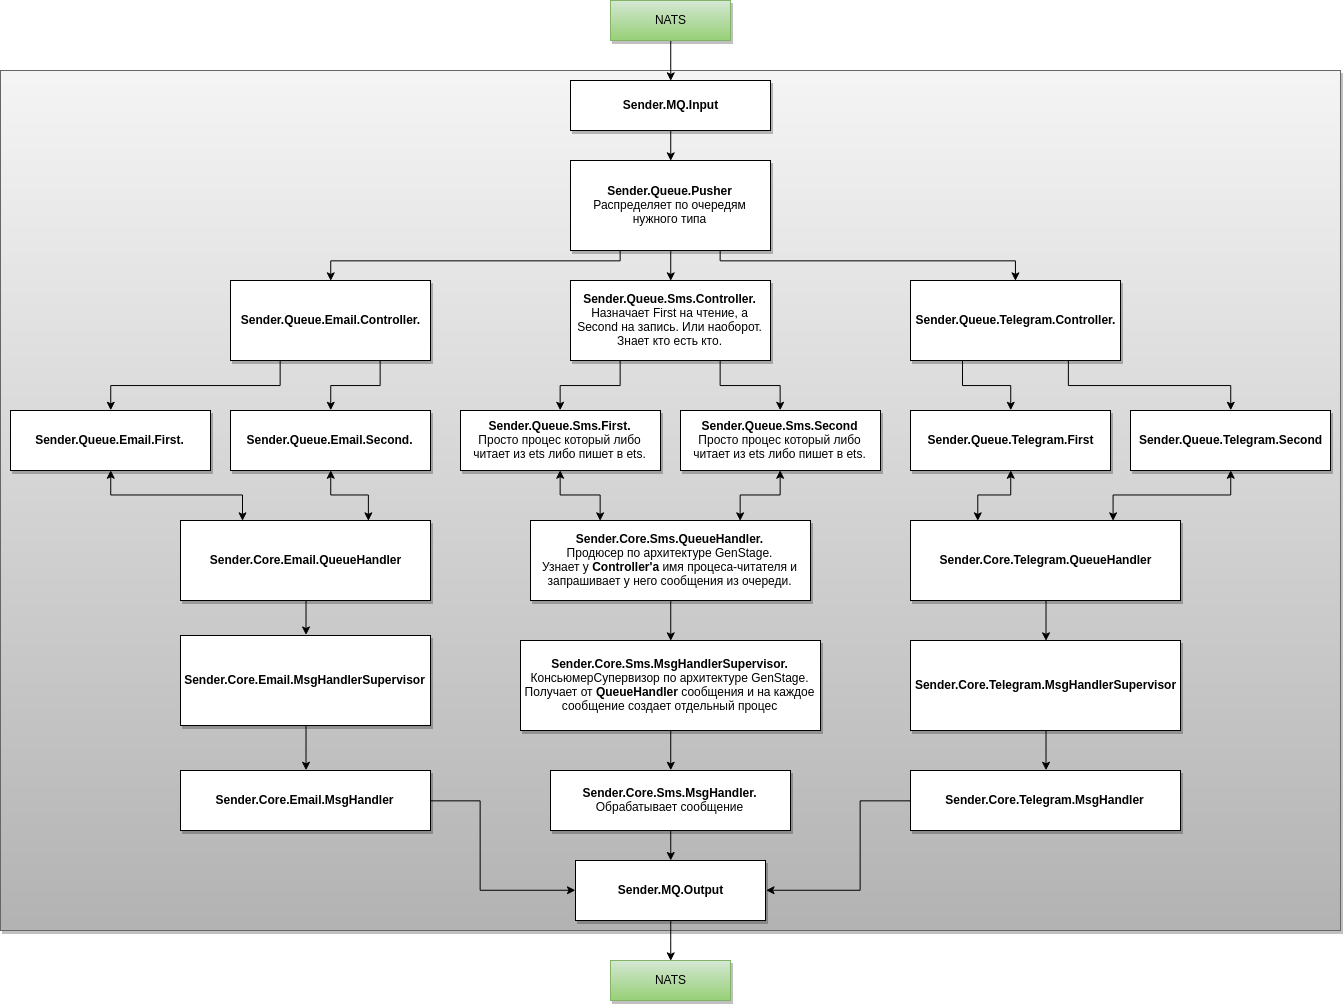 NATS
Sender.MQ.Input
Sender.Queue.Pusher
Распределяет по очередям
нужного типа
Sender.Queue.Email.Controller.
Sender.Queue.Sms.Controller.
Назначает First на чтение, а
Second на запись. Или наоборот.
Знает кто есть кто.
Sender.Queue.Telegram.Controller.
Sender.Queue.Email.First.
Sender.Queue.Email.Second.
Sender.Queue.Sms.First.
Просто процес который либо
читает из ets либо пишет в ets.
Sender.Queue.Sms.Second
Просто процес который либо
читает из ets либо пишет в ets.
Sender.Queue.Telegram.First
Sender.Queue.Telegram.Second
Sender.Core.Email.QueueHandler
Sender.Core.Sms.QueueHandler.
Продюсер по архитектуре GenStage.
Узнает у Controller'а имя процеса-читателя и
запрашивает у него сообщения из очереди.
Sender.Core.Telegram.QueueHandler
Sender.Core.Email.MsgHandlerSupervisor
Sender.Core.Sms.MsgHandlerSupervisor.
КонсьюмерСупервизор по архитектуре GenStage.
Получает от QueueHandler сообщения и на каждое
сообщение создает отдельный процес
Sender.Core.Telegram.MsgHandlerSupervisor
Sender.Core.Email.MsgHandler
Sender.Core.Sms.MsgHandler.
Обрабатывает сообщение
Sender.Core.Telegram.MsgHandler
Sender.MQ.Output
NATS